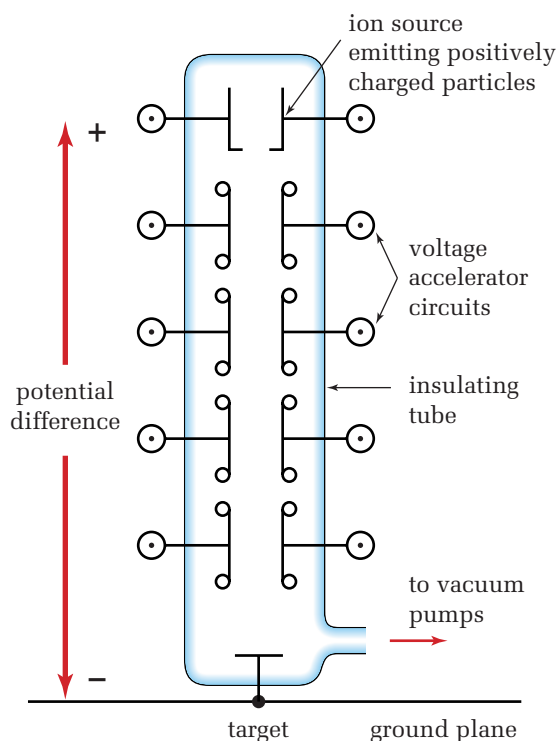 ion source
emitting positively
charged particles
+
voltage
accelerator
circuits
potential
difference
insulating
tube
to vacuum
pumps
–
target
ground plane